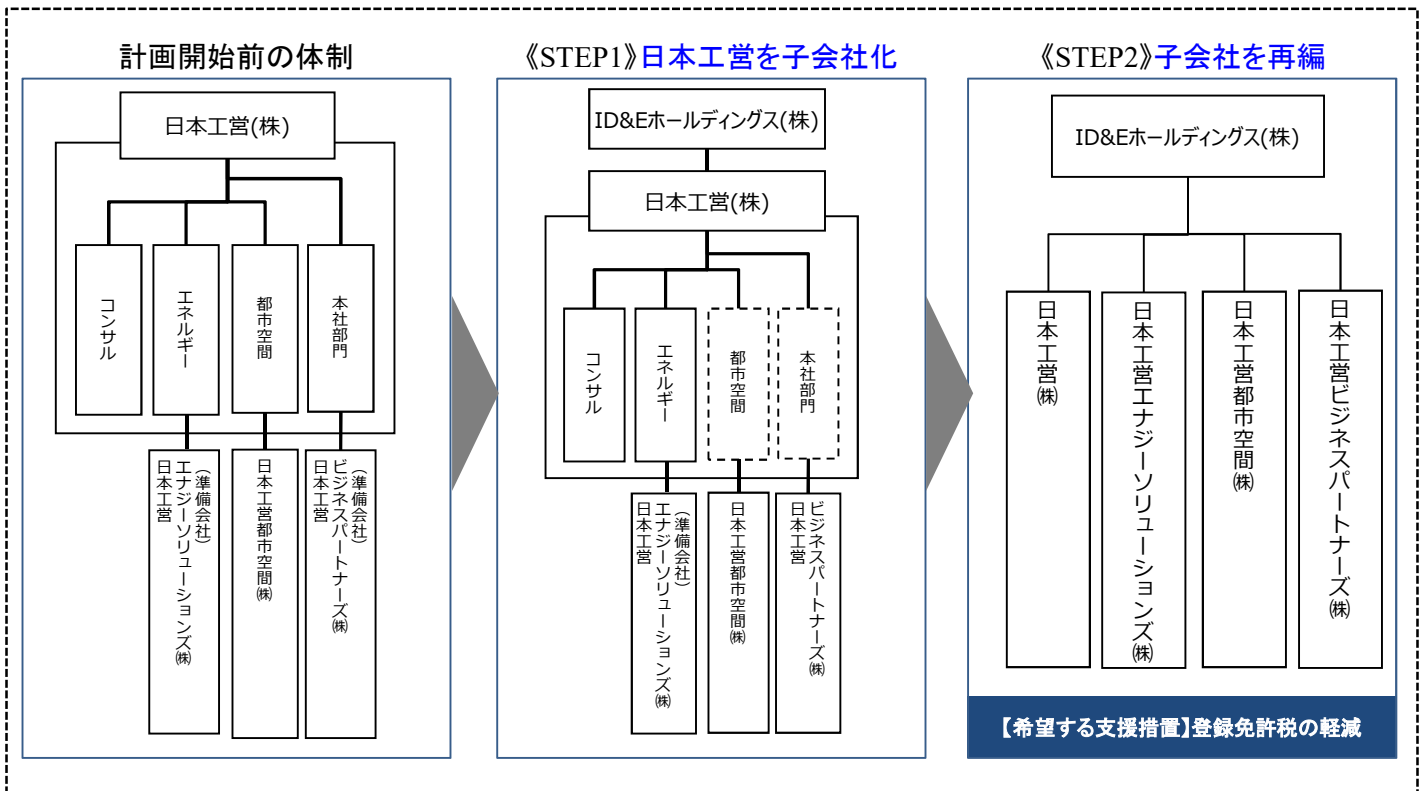 計画開始前の体制
日本工営(株)
コンサル
エネルギー
都市空間
本社部門
(準備会社)
日本工営
エナジーソリューションズ㈱
日本工営都市空間㈱
(準備会社)
日本工営
ビジネスパートナーズ㈱
《STEP1》日本工営を子会社化
ID&Eホールディングス(株)
日本工営(株)
コンサル
エネルギー
都市空間
本社部門
(準備会社)
日本工営
エナジーソリューションズ㈱
日本工営都市空間㈱
日本工営
ビジネスパートナーズ㈱
《STEP2》子会社を再編
ID&Eホールディングス(株)
日本工営㈱
日本工営エナジーソリューションズ㈱
日本工営都市空間㈱
日本工営ビジネスパートナーズ㈱
【希望する支援措置】登録免許税の軽減